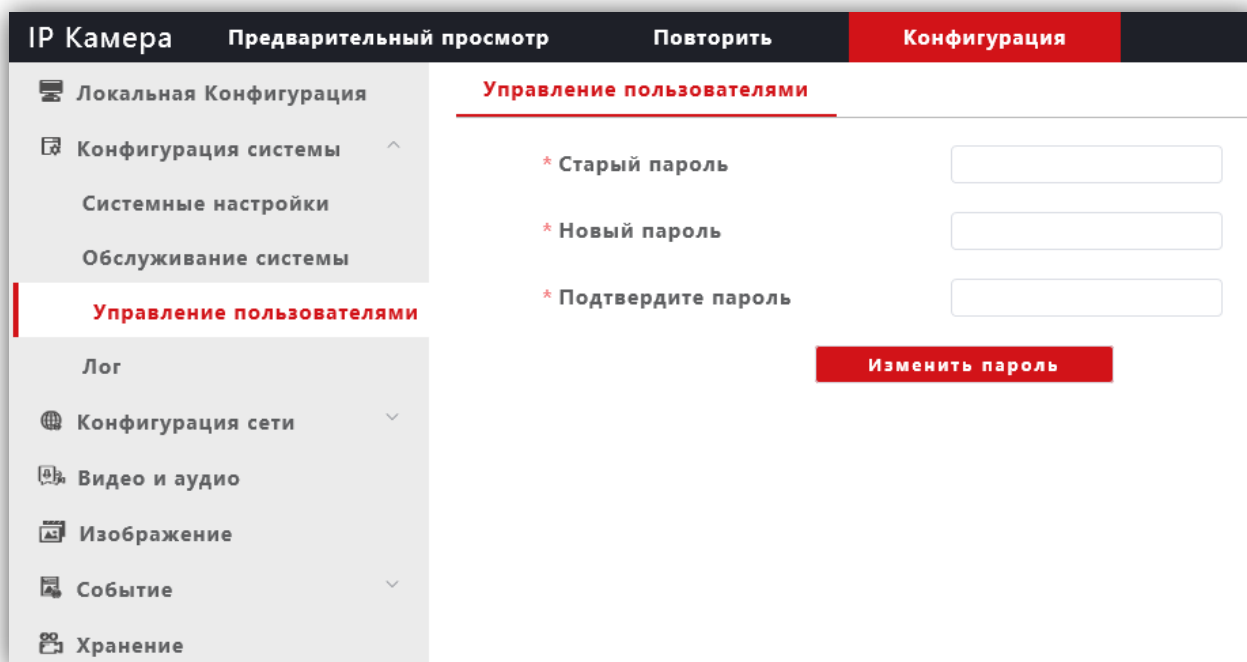 IP Камера Предварительный просмотр Повторить Конфигурация
Локальная Конфигурация
Конфигурация системы
Системные настройки
Обслуживание системы
Управление пользователями
Лог
Конфигурация сети
Видео и аудио
Изображение
Событие
Хранение
Управление пользователями
* Старый пароль
* Новый пароль
* Подтвердите пароль
Изменить пароль